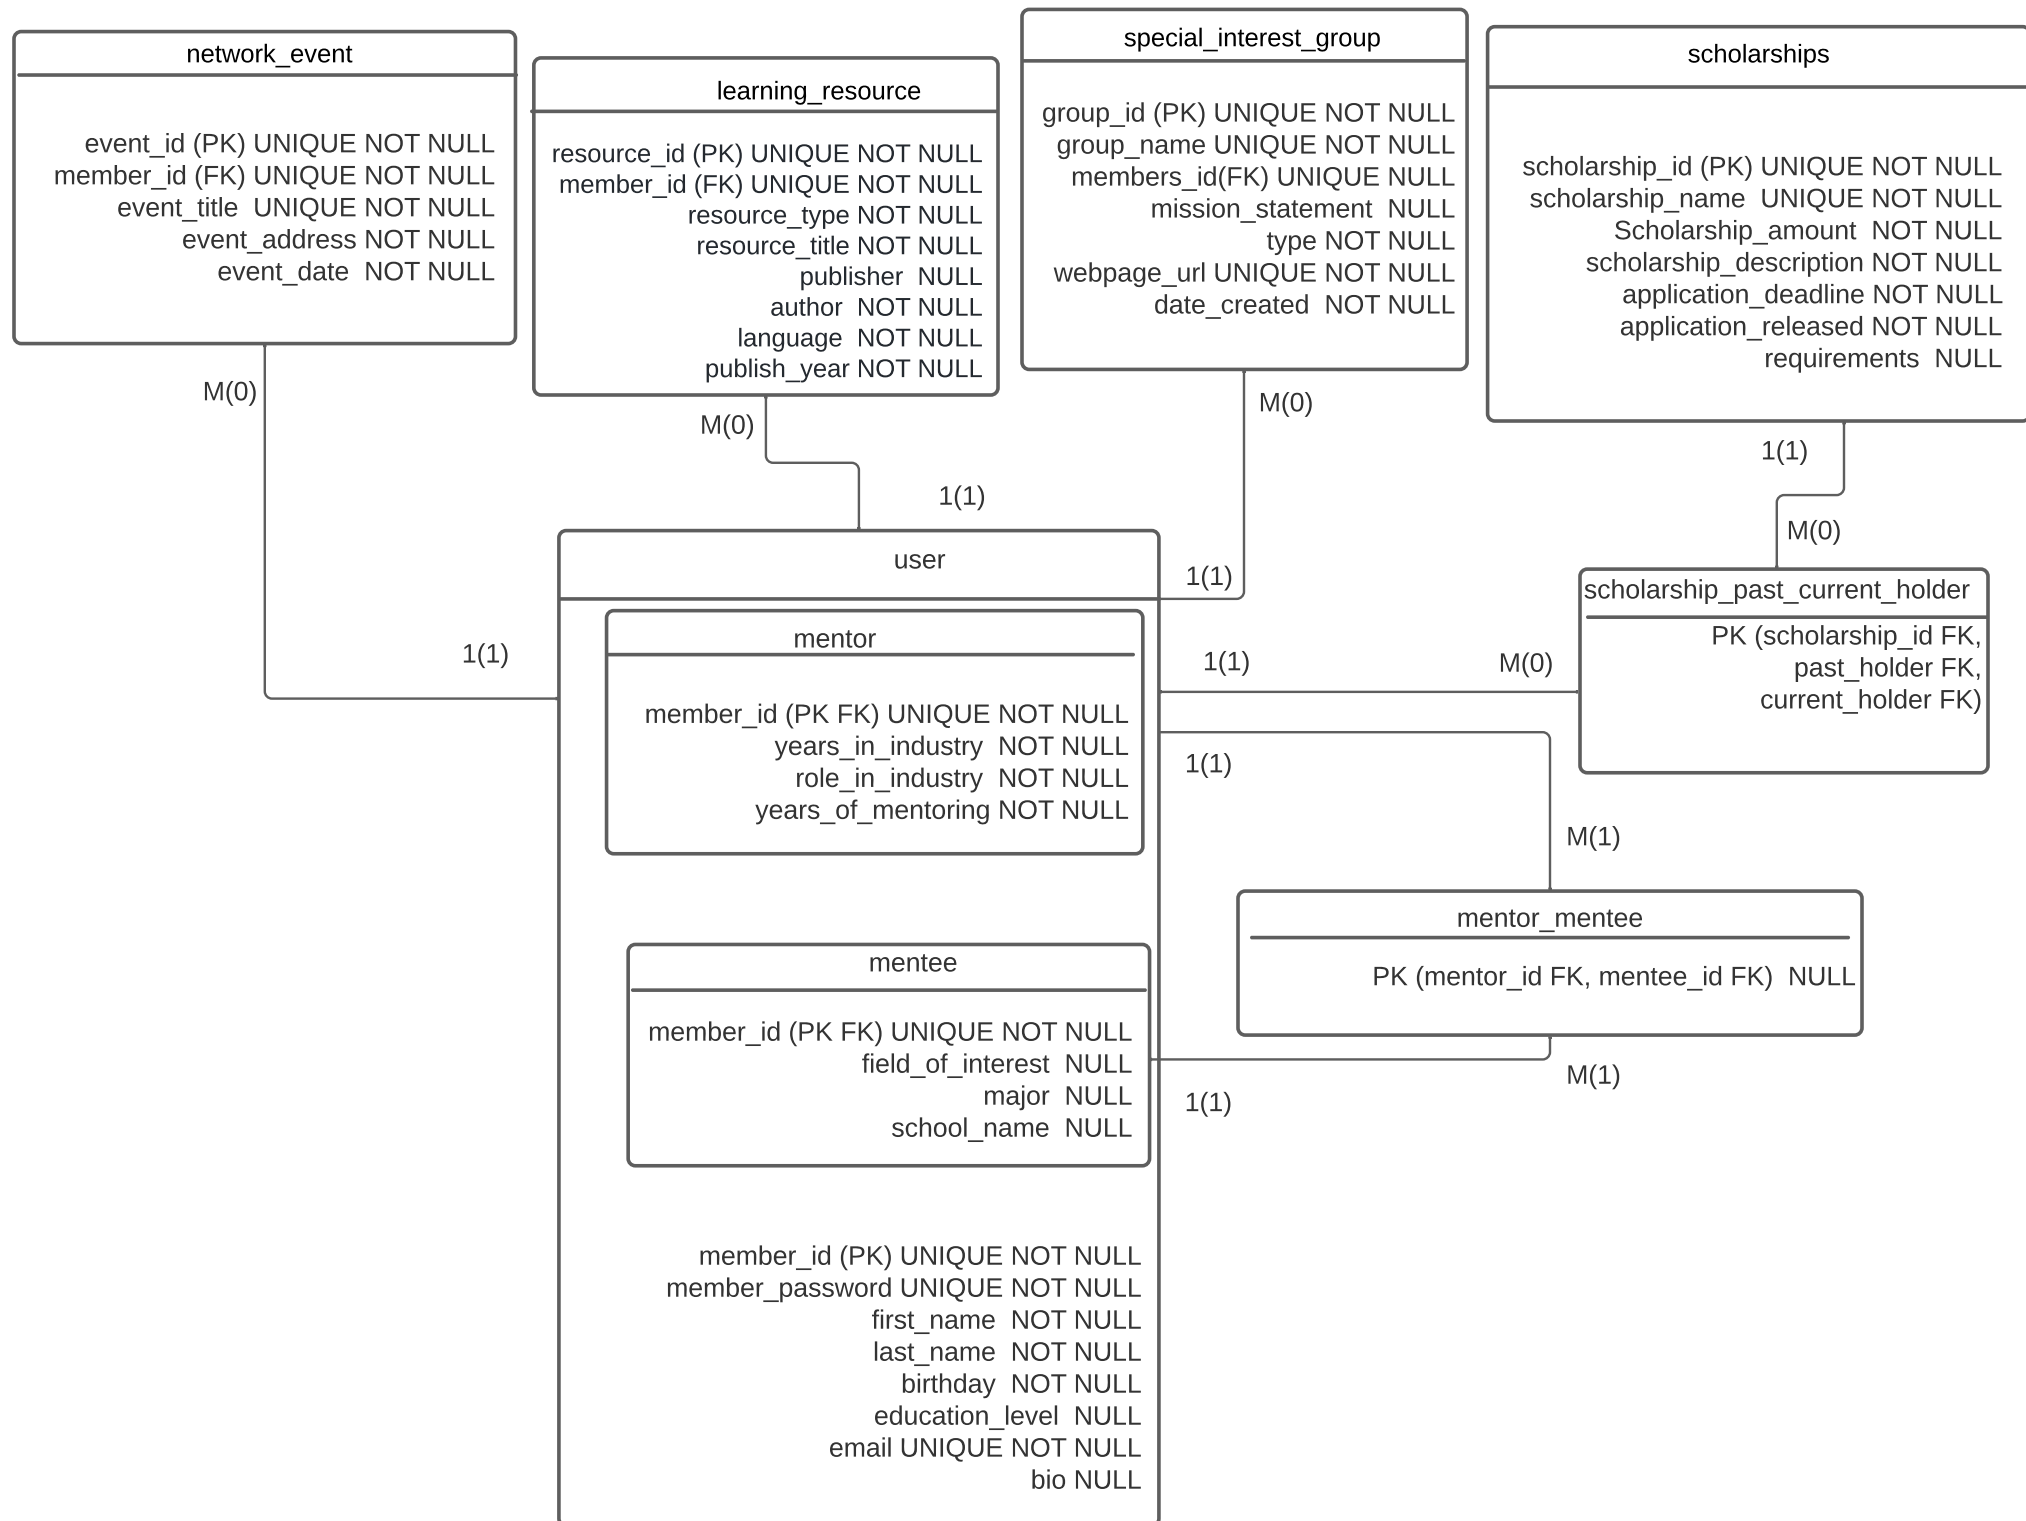 network_event
event_id (PK) UNIQUE NOT NULL
member_id (FK) UNIQUE NOT NULL
event_title  UNIQUE NOT NULL
event_address NOT NULL
event_date  NOT NULL
M(0)
1(1)
learning_resource
resource_id (PK) UNIQUE NOT NULL
member_id (FK) UNIQUE NOT NULL
resource_type NOT NULL
resource_title NOT NULL
publisher  NULL
author  NOT NULL
language  NOT NULL
publish_year NOT NULL
M(0)
1(1)
special_interest_group
group_id (PK) UNIQUE NOT NULL
group_name UNIQUE NOT NULL
members_id(FK) UNIQUE NULL
mission_statement  NULL
type NOT NULL
webpage_url UNIQUE NOT NULL
date_created  NOT NULL
M(0)
1(1)
scholarships
scholarship_id (PK) UNIQUE NOT NULL
scholarship_name  UNIQUE NOT NULL
Scholarship_amount  NOT NULL
scholarship_description NOT NULL
application_deadline NOT NULL
application_released NOT NULL
requirements  NULL
1(1)
M(0)
scholarship_past_current_holder
PK (scholarship_id FK,
past_holder FK,
current_holder FK)
1(1)
M(0)
user
mentor
member_id (PK FK) UNIQUE NOT NULL
years_in_industry  NOT NULL
role_in_industry  NOT NULL
years_of_mentoring NOT NULL
1(1)
M(1)
mentor_mentee
PK (mentor_id FK, mentee_id FK)  NULL
M(1)
1(1)
mentee
member_id (PK FK) UNIQUE NOT NULL
field_of_interest  NULL
major  NULL
school_name  NULL
member_id (PK) UNIQUE NOT NULL
member_password UNIQUE NOT NULL
first_name  NOT NULL
last_name  NOT NULL
birthday  NOT NULL
education_level  NULL
email UNIQUE NOT NULL
bio NULL